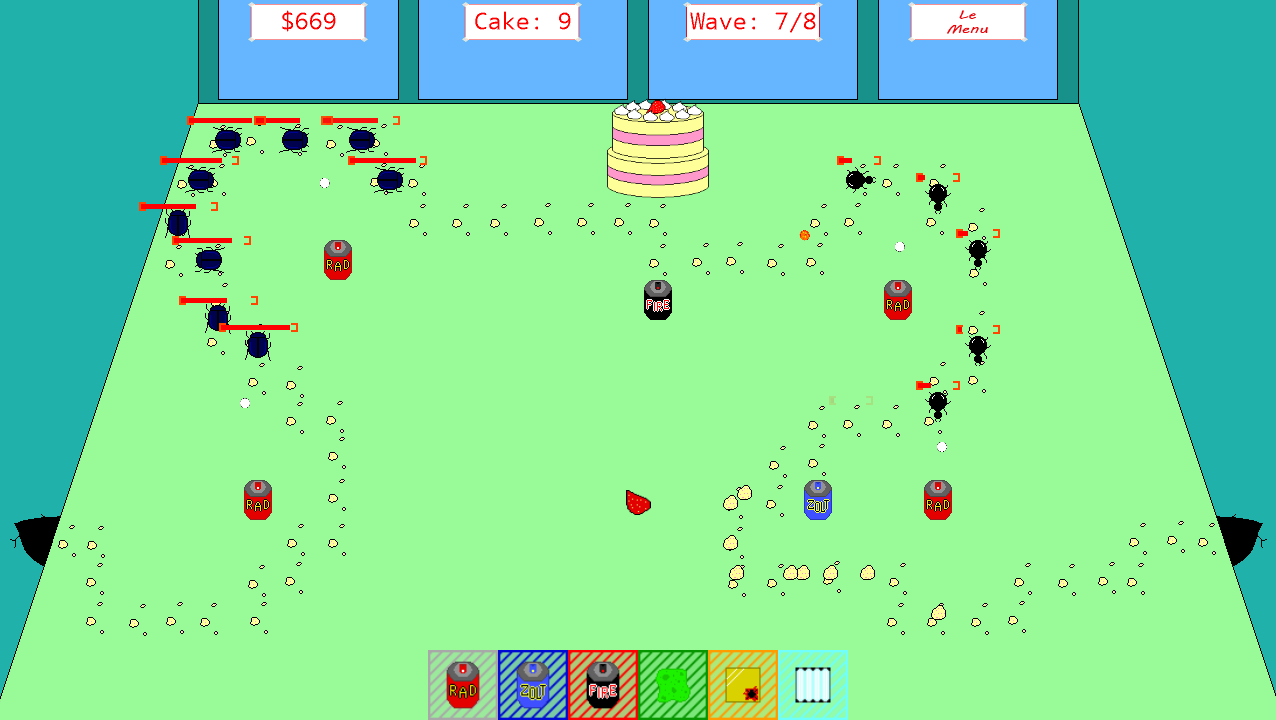 $669
Cake: 9
Wave: 7/8
Le
Menu
RAD
FIRE
RAD
RAD
ZOUT
RAD
RAD
ZOUT
FIRE